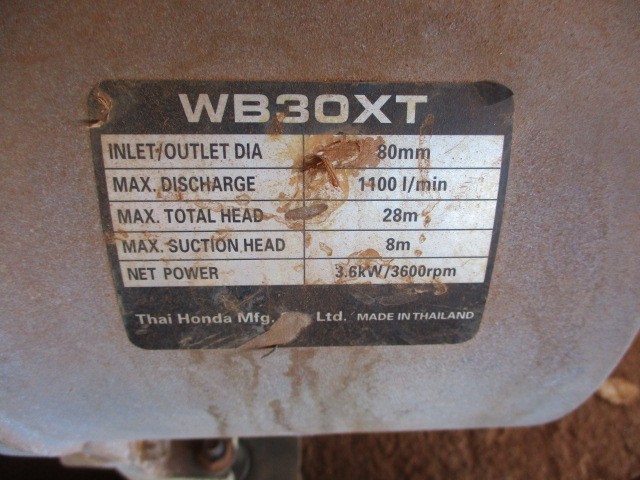 WB30XT
INLET/OUTLET DIA 80mm
MAX. DISCHARGE 1100 l/min
MAX. TOTAL HEAD 28m
MAX. SUCTION HEAD 8m
NET POWER 3.6kW/3600rpm
Thai Honda Mfg. Ltd. MADE IN THAILAND